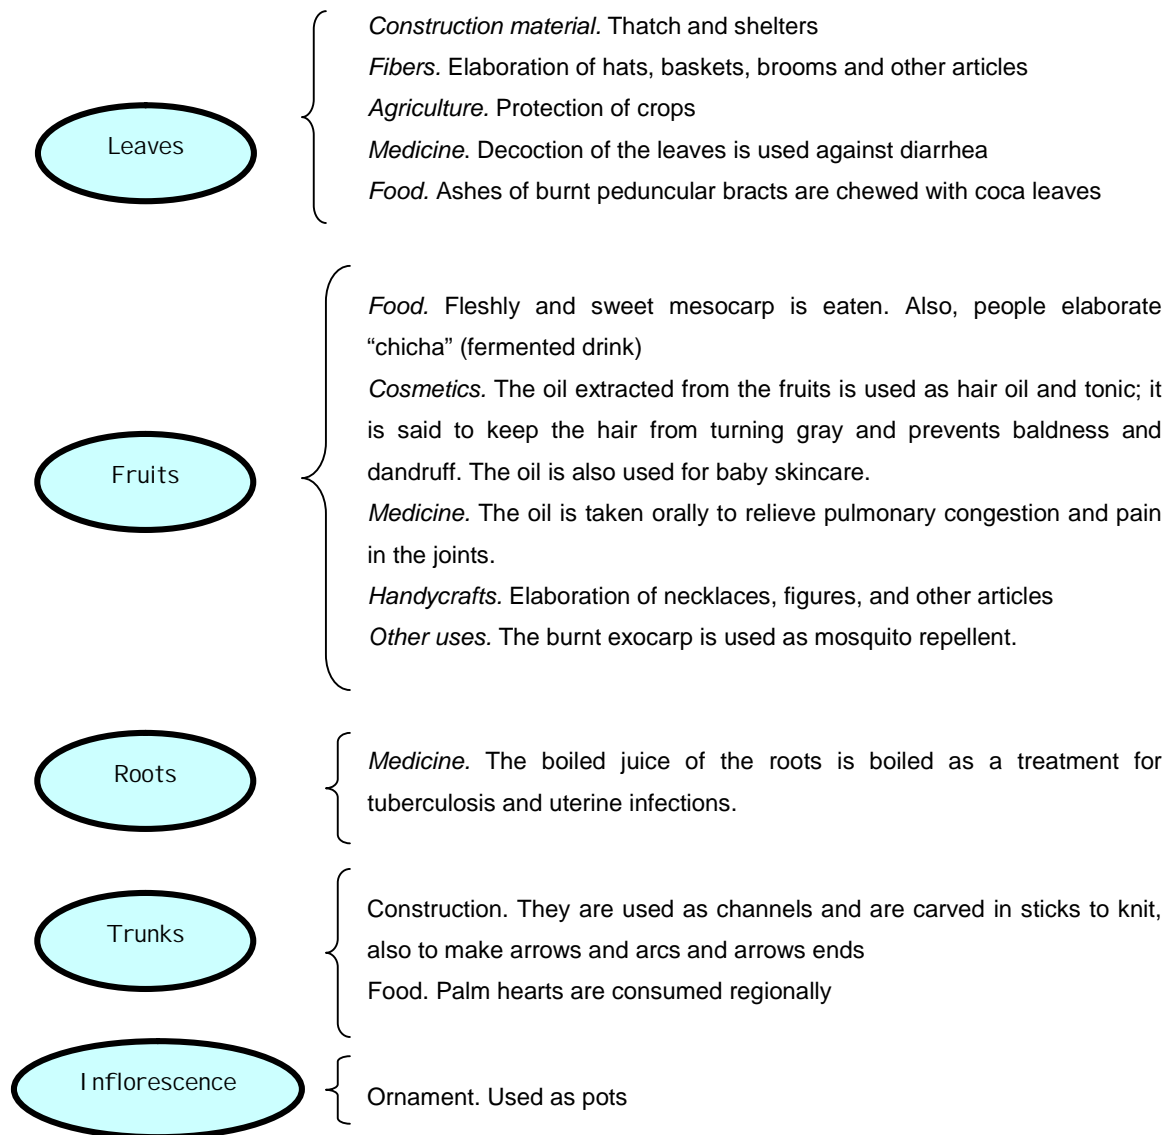 Leaves
Construction material. Thatch and shelters
Fibers. Elaboration of hats, baskets, brooms and other articles
Agriculture. Protection of crops
Medicine. Decoction of the leaves is used against diarrhea
Food. Ashes of burnt peduncular bracts are chewed with coca leaves
Fruits
Food. Fleshly and sweet mesocarp is eaten. Also, people elaborate
“chicha” (fermented drink)
Cosmetics. The oil extracted from the fruits is used as hair oil and tonic; it
is said to keep the hair from turning gray and prevents baldness and
dandruff. The oil is also used for baby skincare.
Medicine. The oil is taken orally to relieve pulmonary congestion and pain
in the joints.
Handycrafts. Elaboration of necklaces, figures, and other articles
Other uses. The burnt exocarp is used as mosquito repellent.
Roots
Medicine. The boiled juice of the roots is boiled as a treatment for
tuberculosis and uterine infections.
Trunks
Construction. They are used as channels and are carved in sticks to knit,
also to make arrows and arcs and arrows ends
Food. Palm hearts are consumed regionally
Inflorescence
Ornament. Used as pots